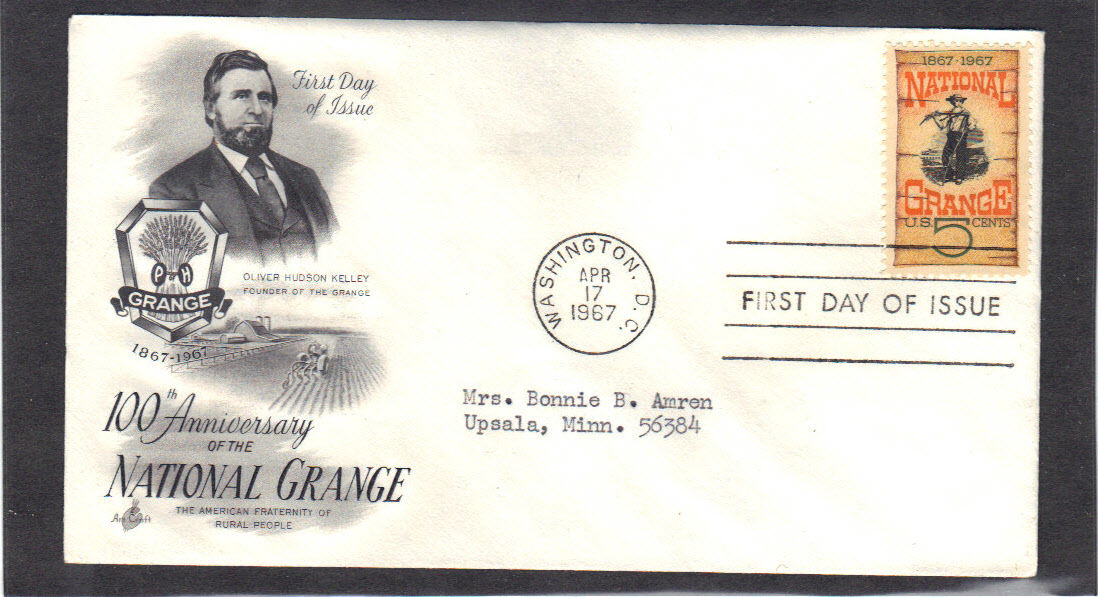 First Day
of Issue
P of H
GRANGE
OLIVER HUDSON KELLEY
FOUNDER OF THE GRANGE
1867-1967
100th Anniversary
OF THE
NATIONAL GRANGE
THE AMERICAN FRATERNITY OF
RURAL PEOPLE
Art Craft
WASHINGTON. D.C.
APR
17
1967
1867·1967
NATIONAL
GRANGE
U.S. 5 CENTS
FIRST DAY OF ISSUE
Mrs. Bonnie B. Amren
Upsala, Minn. 56384